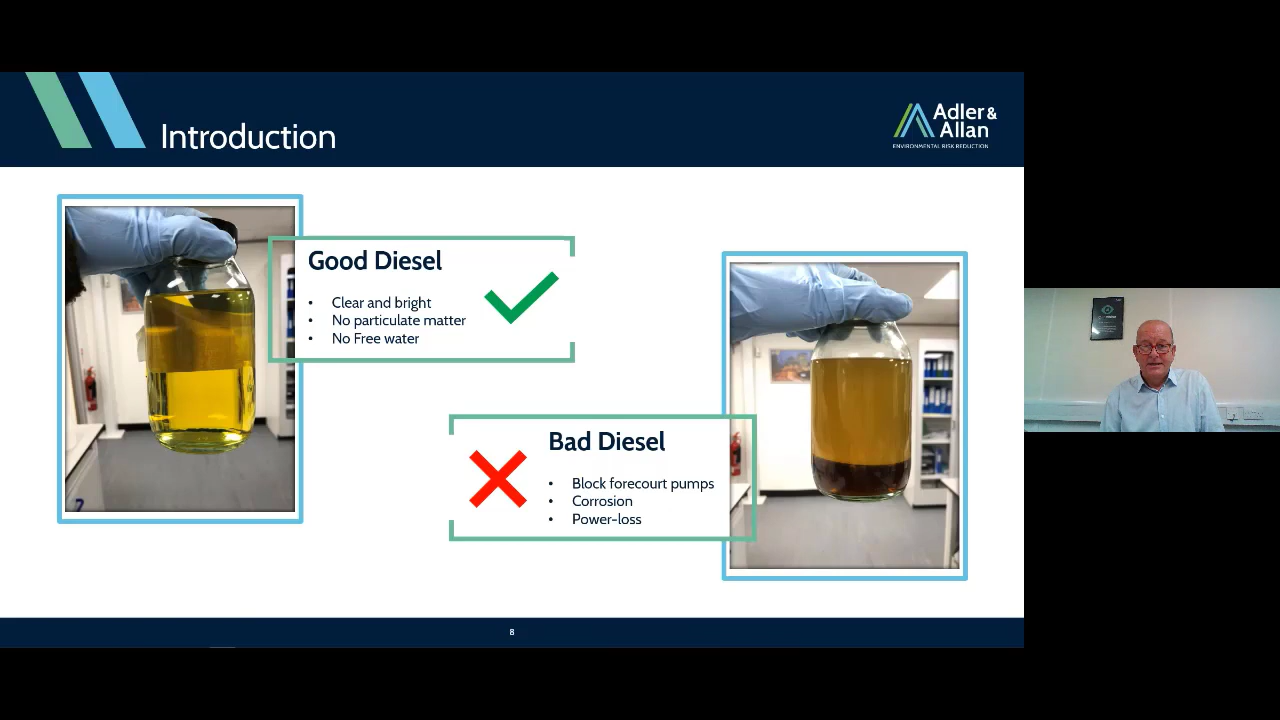 Introduction
Adler &
Allan
ENVIRONMENTAL RISK REDUCTION
Good Diesel
• Clear and bright
• No particulate matter
• No Free water
Bad Diesel
• Block forecourt pumps
• Corrosion
• Power-loss
8